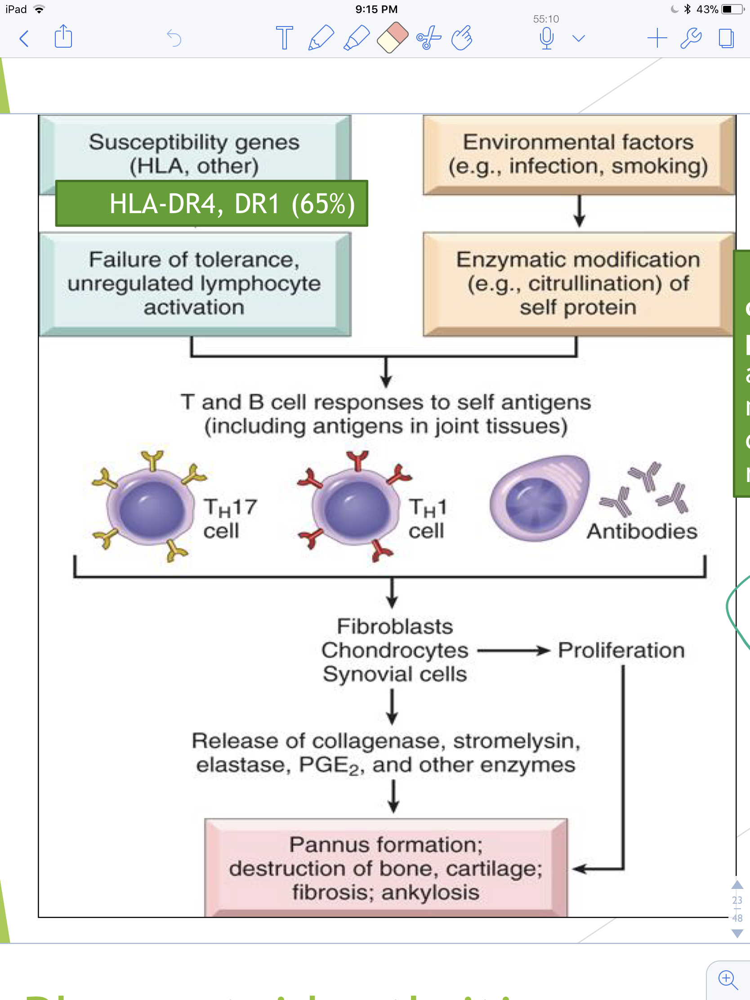 iPad
9:15 PM
43%
55:10
Susceptibility genes
(HLA, other)
Environmental factors
(e.g., infection, smoking)
HLA-DR4, DR1 (65%)
Failure of tolerance,
unregulated lymphocyte
activation
Enzymatic modification
(e.g., citrullination) of
self protein
T and B cell responses to self antigens
(including antigens in joint tissues)
TH17
cell
TH1
cell
Antibodies
Fibroblasts
Chondrocytes
Synovial cells
Proliferation
Release of collagenase, stromelysin,
elastase, PGE2, and other enzymes
Pannus formation;
destruction of bone, cartilage;
fibrosis; ankylosis
23
48